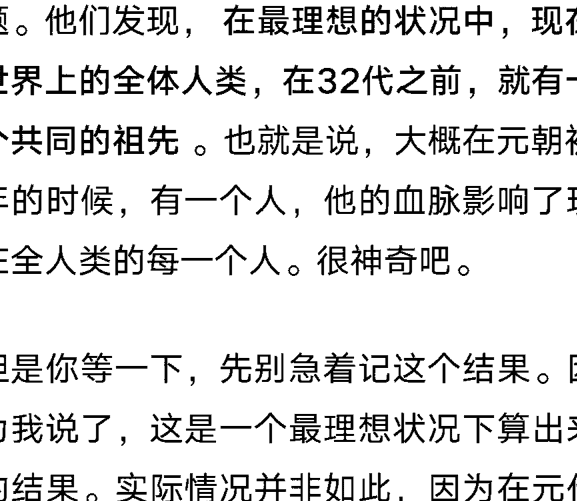 题。他们发现， 在最理想的状况中，现在
世界上的全体人类，在32代之前，就有一
个共同的祖先 。也就是说，大概在元朝初
年的时候，有一个人，他的血脉影响了现
在全人类的每一个人。很神奇吧。
但是你等一下，先别急着记这个结果。因
为我说了，这是一个最理想状况下算出来
的结果。实际情况并非如此，因为在元代